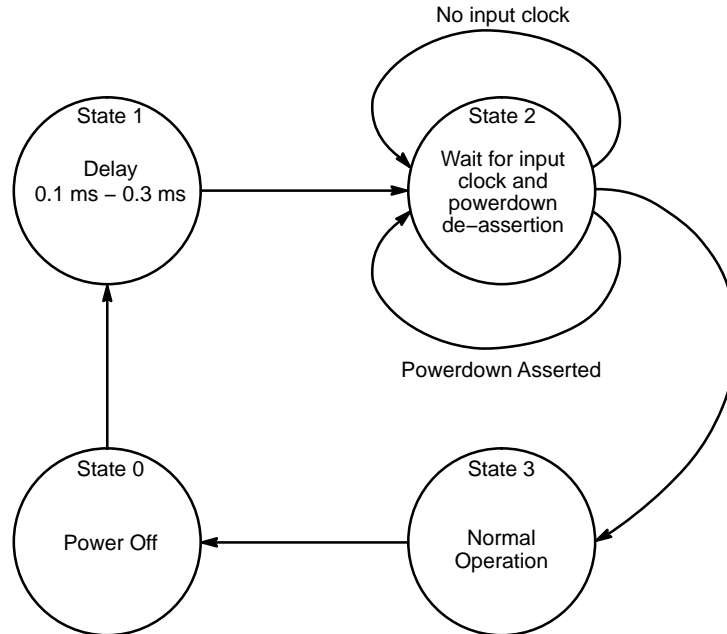 No input clock
State 1
Delay
0.1 ms – 0.3 ms
State 2
Wait for input
clock and
powerdown
de–assertion
Powerdown Asserted
State 0
Power Off
State 3
Normal
Operation